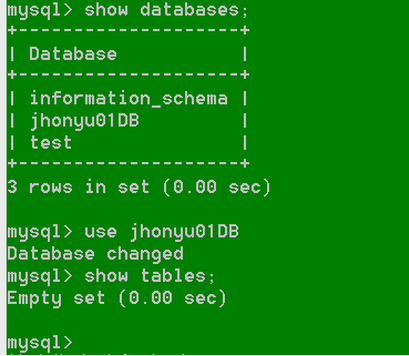 mysql> show databases;
+--------------------+
| Database           |
+--------------------+
| information_schema |
| jhonyu01DB         |
| test               |
+--------------------+
3 rows in set (0.00 sec)
mysql> use jhonyu01DB
Database changed
mysql> show tables;
Empty set (0.00 sec)
mysql>